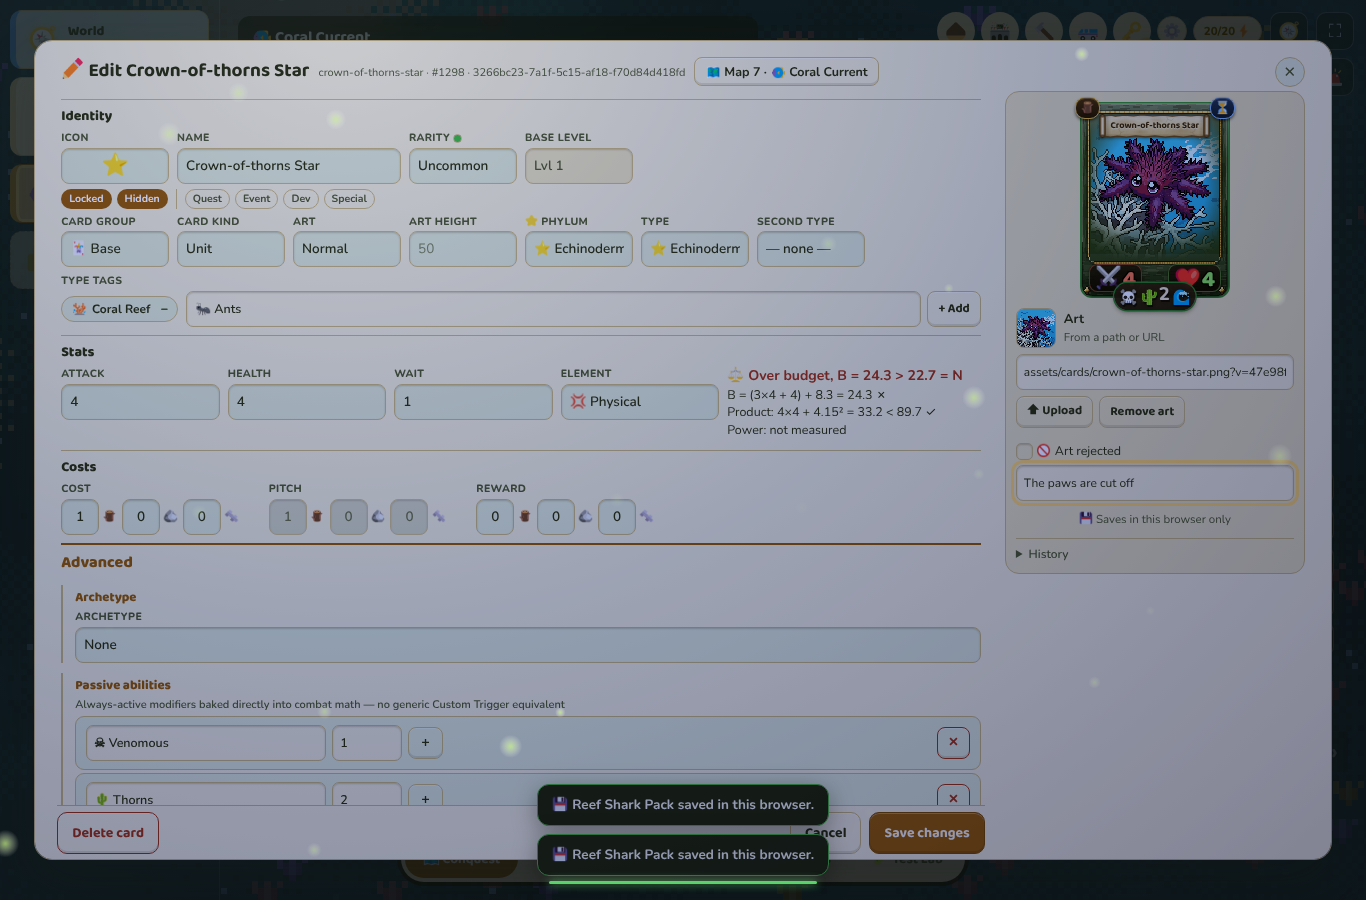 World
Coral Current
20/20
Edit Crown-of-thorns Star
crown-of-thorns-star · #1298 · 3266bc23-7a1f-5c15-af18-f70d84d418fd
Map 7 · Coral Current
Identity
ICON NAME RARITY BASE LEVEL
Crown-of-thorns Star Uncommon Lvl 1
Locked Hidden Quest Event Dev Special
CARD GROUP CARD KIND ART ART HEIGHT PHYLUM TYPE SECOND TYPE
Base Unit Normal 50 Echinoderm Echinoderm — none —
TYPE TAGS
Coral Reef − Ants + Add
Stats
ATTACK HEALTH WAIT ELEMENT
4 4 1 Physical
Over budget, B = 24.3 > 22.7 = N
B = (3×4 + 4) + 8.3 = 24.3 ×
Product: 4×4 + 4.15² = 33.2 < 89.7 ✓
Power: not measured
Costs
COST PITCH REWARD
1 0 0 1 0 0 0 0 0
Advanced
Archetype
ARCHETYPE
None
Passive abilities
Always-active modifiers baked directly into combat math — no generic Custom Trigger equivalent
Venomous 1 + ×
Thorns 2 + ×
Delete card Cancel Save changes
Crown-of-thorns Star
4 4
2
Art
From a path or URL
assets/cards/crown-of-thorns-star.png?v=47e98f
Upload Remove art
Art rejected
The paws are cut off
Saves in this browser only
History
Reef Shark Pack saved in this browser.
Reef Shark Pack saved in this browser.